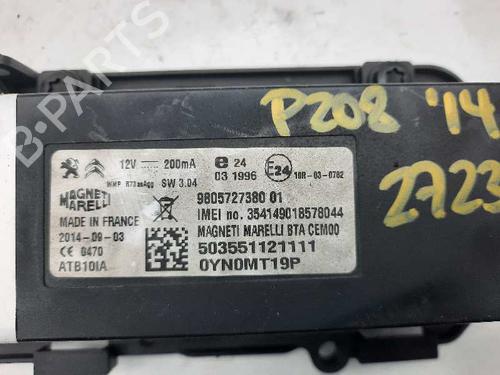 P208 '14
2723
12V 200mA
e 24
03 1996
E24
10R-03-0782
SW 3.04
MAGNETI
MARELLI
9805727380 01
IMEI no. 354149018578044
MADE IN FRANCE
MAGNETI MARELLI BTA CEM00
2014-09-03
503551121111
CE 0470
ATB10IA
0YN0MT19P